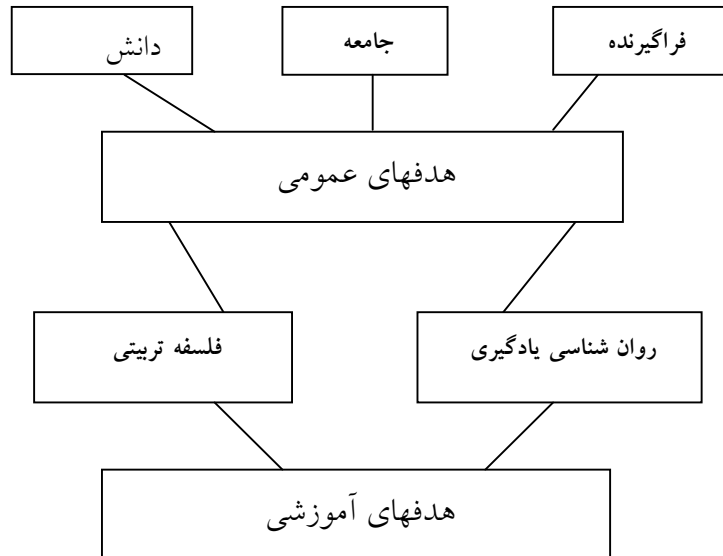 فراگیرنده
جامعه
دانش
هدفهای عمومی
روان شناسی یادگیری
فلسفه تربیتی
هدفهای آموزشی